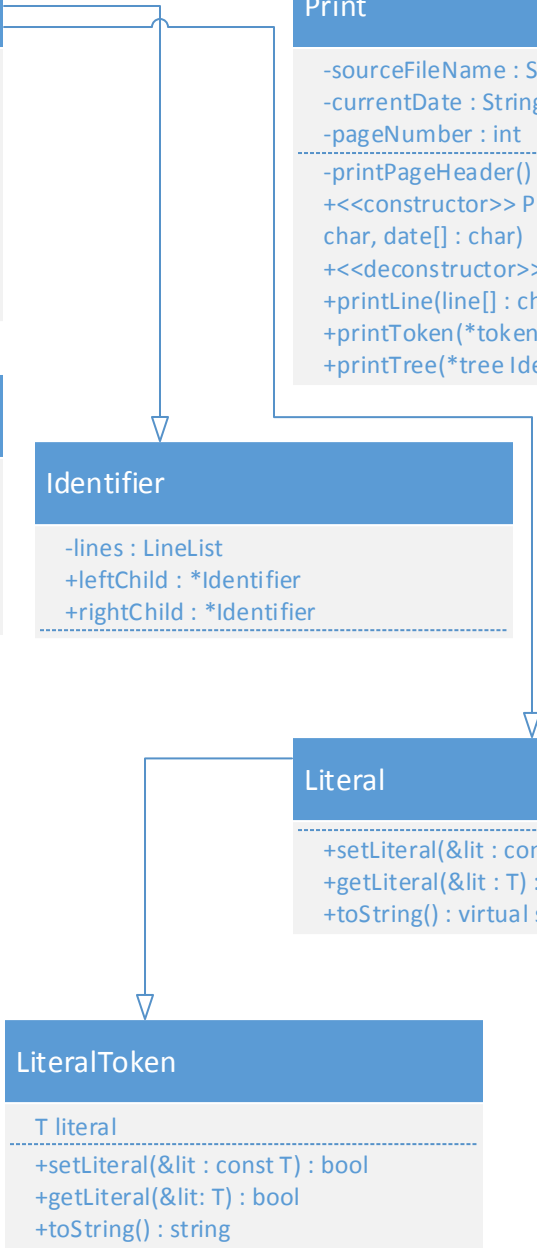 Print
-sourceFileName : S
-currentDate : String
-pageNumber : int
-printPageHeader()
+<<constructor>> P
char, date[] : char)
+<<deconstructor>>
+printLine(line[] : ch
+printToken(*token
+printTree(*tree Ide
Identifier
-lines : LineList
+leftChild : *Identifier
+rightChild : *Identifier
Literal
+setLiteral(&lit : con
+getLiteral(&lit : T) :
+toString() : virtual s
LiteralToken
T literal
+setLiteral(&lit : const T) : bool
+getLiteral(&lit: T) : bool
+toString() : string